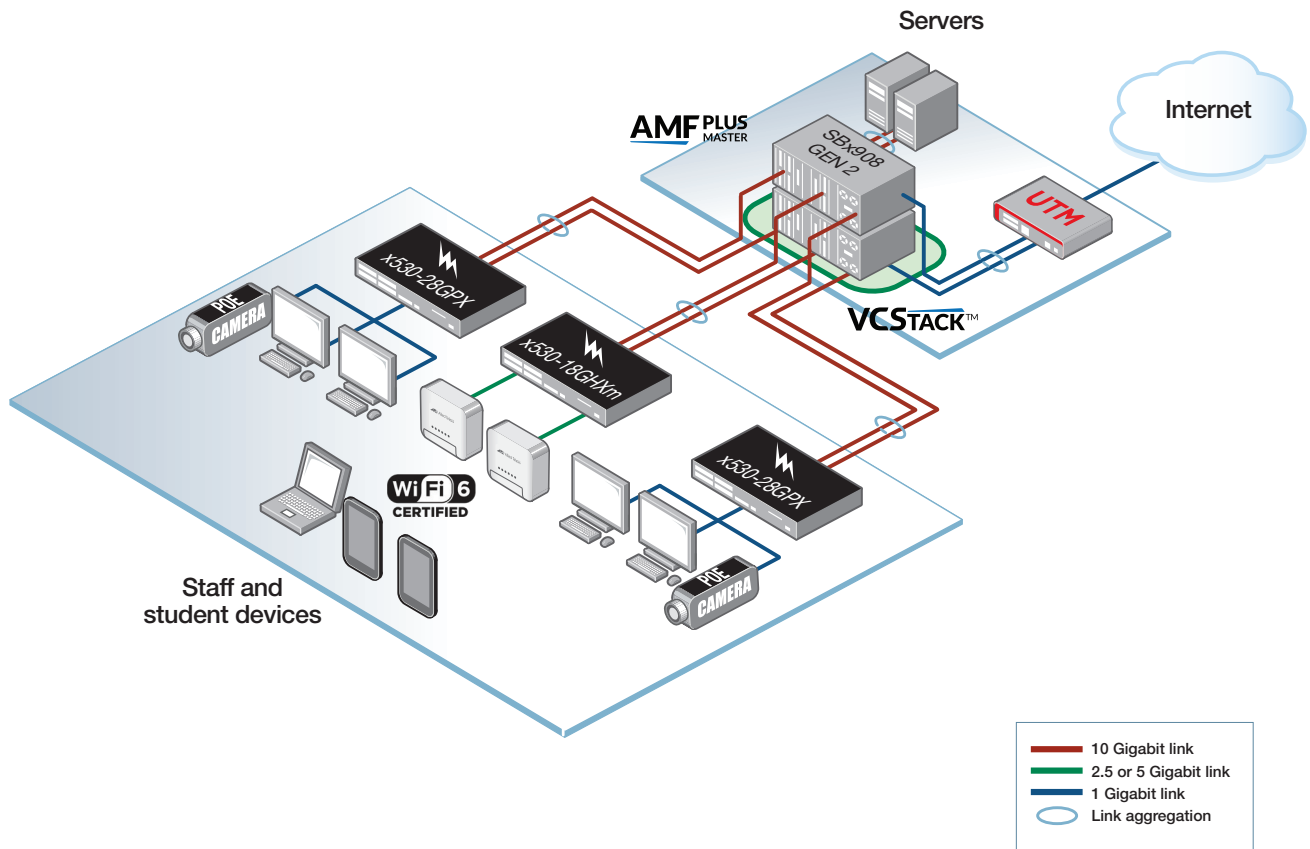 Servers
Internet
AMF PLUS
MASTER
SBx908
GEN 2
UTM
VCSTACK™
x530-28GPX
POE
CAMERA
x530-18GHXm
x530-28GPX
Wi Fi 6
CERTIFIED
POE
CAMERA
Staff and
student devices
10 Gigabit link
2.5 or 5 Gigabit link
1 Gigabit link
Link aggregation